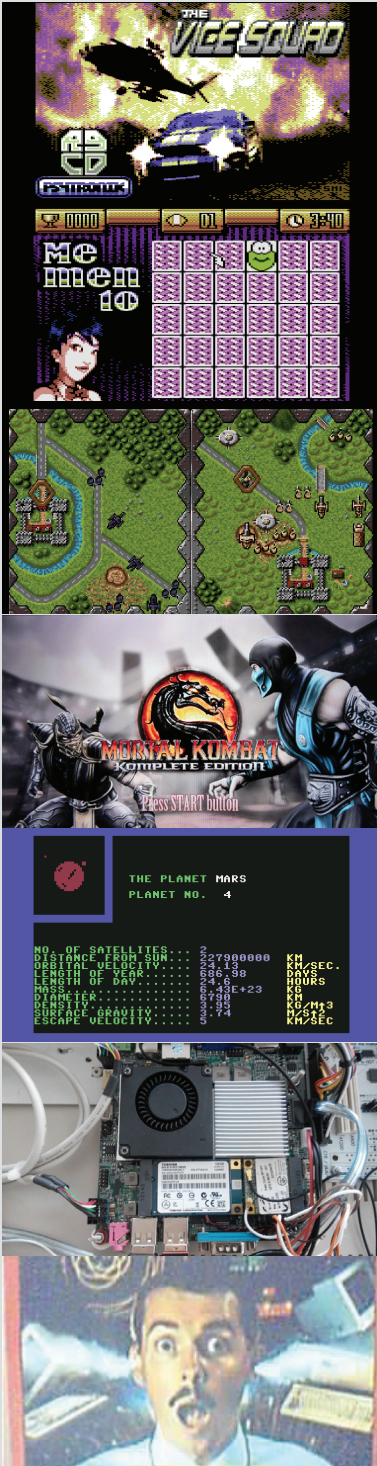 THE
VICE SQUAD
RGCD
PSYTRONIK
0000
01
3:40
Me
men
to
MORTAL KOMBAT
KOMPLETE EDITION
Press START button
THE PLANET MARS
PLANET NO. 4
NO. OF SATELLITES... 2
DISTANCE FROM SUN... 227900000 KM
ORBITAL VELOCITY.... 24.13 KM/SEC.
LENGTH OF YEAR...... 686.98 DAYS
LENGTH OF DAY....... 24.6 HOURS
MASS................ 6.43E+23 KG
DIAMETER............ 6790 KM
DENSITY............. 3.95 KG/M↑3
SURFACE GRAVITY..... 3.74 M/S↑2
ESCAPE VELOCITY..... 5 KM/SEC
TOSHIBA